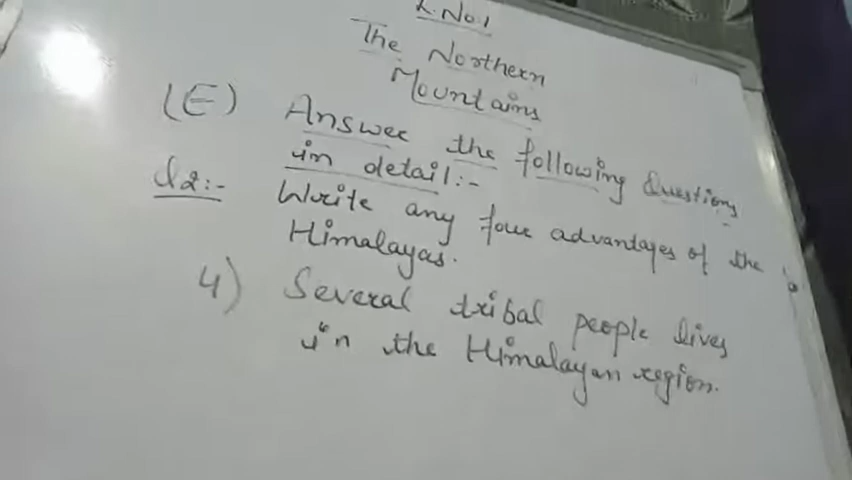 L.No.1
The Northern
Mountains
(E) Answer the following Questions
in detail:-
Q2:- Write any four advantages of the
Himalayas.
4) Several tribal people lives
in the Himalayan region.